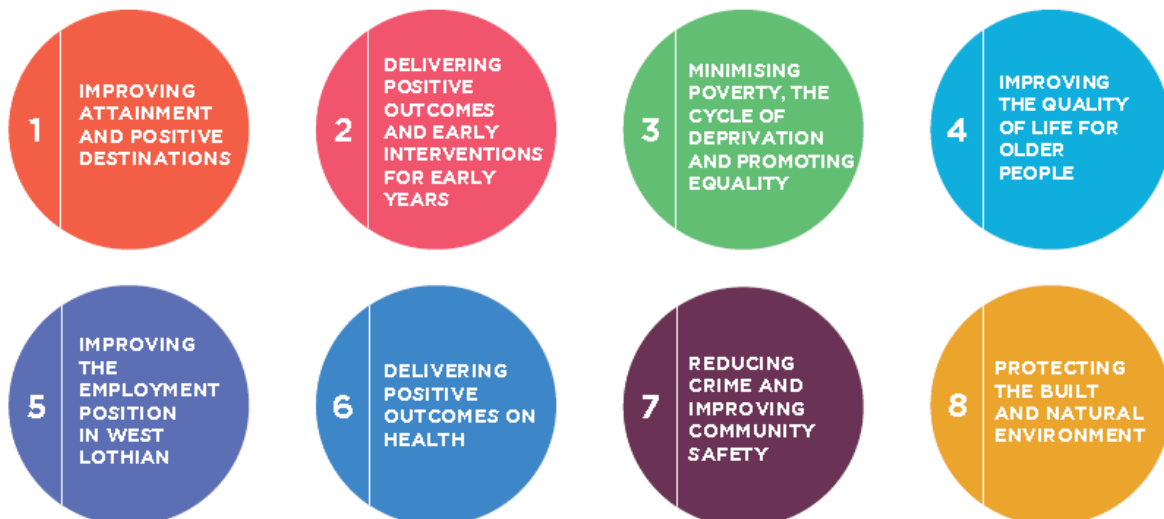 1
IMPROVING
ATTAINMENT
AND POSITIVE
DESTINATIONS
2
DELIVERING
POSITIVE
OUTCOMES
AND EARLY
INTERVENTIONS
FOR EARLY
YEARS
3
MINIMISING
POVERTY, THE
CYCLE OF
DEPRIVATION
AND PROMOTING
EQUALITY
4
IMPROVING
THE QUALITY
OF LIFE FOR
OLDER
PEOPLE
5
IMPROVING
THE
EMPLOYMENT
POSITION
IN WEST
LOTHIAN
6
DELIVERING
POSITIVE
OUTCOMES ON
HEALTH
7
REDUCING
CRIME AND
IMPROVING
COMMUNITY
SAFETY
8
PROTECTING
THE BUILT
AND NATURAL
ENVIRONMENT